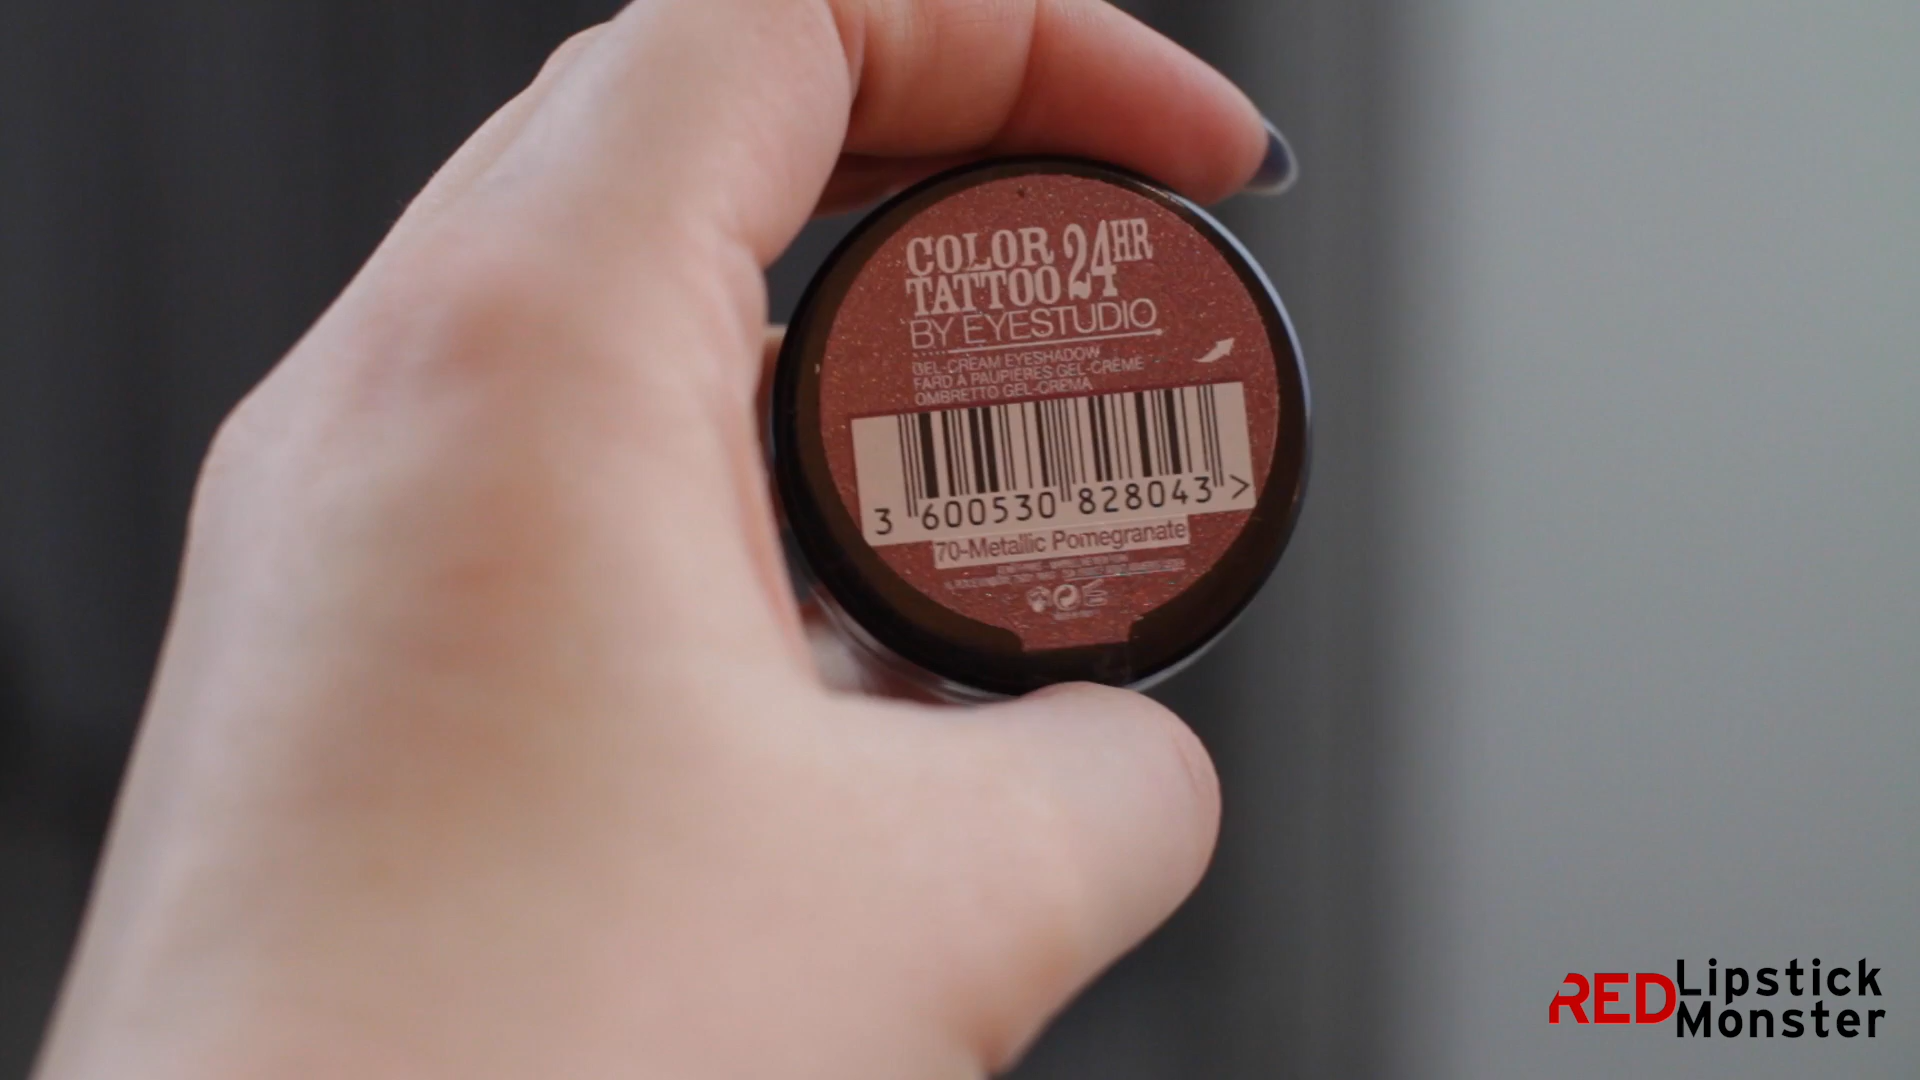 COLOR 24HR
TATTOO
BY EYESTUDIO
GEL-CREAM EYESHADOW
FARD À PAUPIÈRES GEL-CRÈME
OMBRETTO GEL-CREMA
3 600530 828043 >
70-Metallic Pomegranate
RED Lipstick
Monster